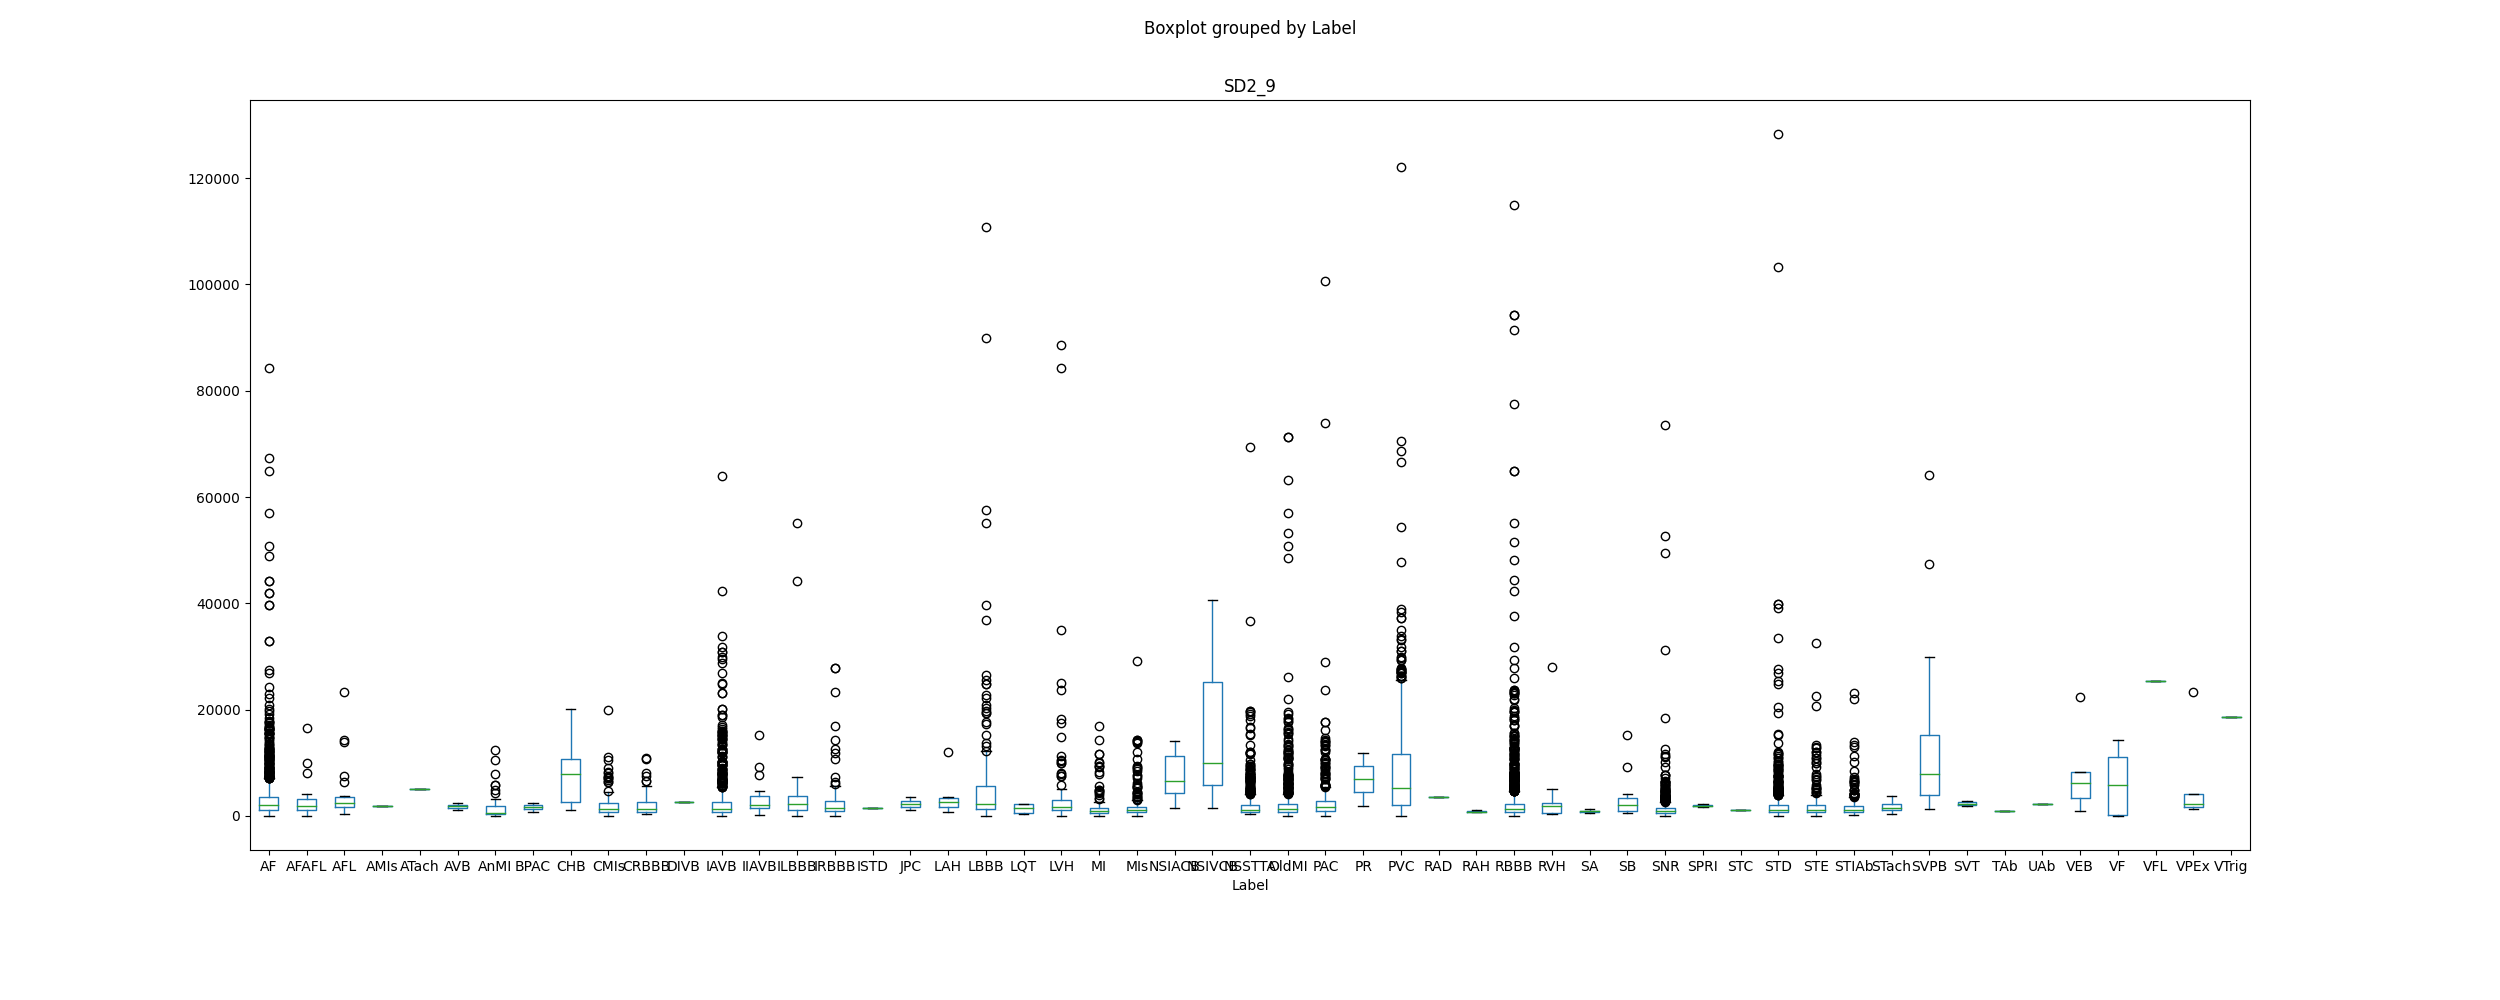 Boxplot grouped by Label
SD2_9
120000
100000
80000
60000
40000
20000
0
AF AFAFL AFL AMIs ATach AVB AnMI BPAC CHB CMIs CRBBB DIVB IAVB IIAVB ILBBB IRBBB ISTD JPC LAH LBBB LQT LVH MI MIs NSIACB NSIVCB NSSTTA OldMI PAC PR PVC RAD RAH RBBB RVH SA SB SNR SPRI STC STD STE STIAb STach SVPB SVT TAb UAb VEB VF VFL VPEx VTrig
Label